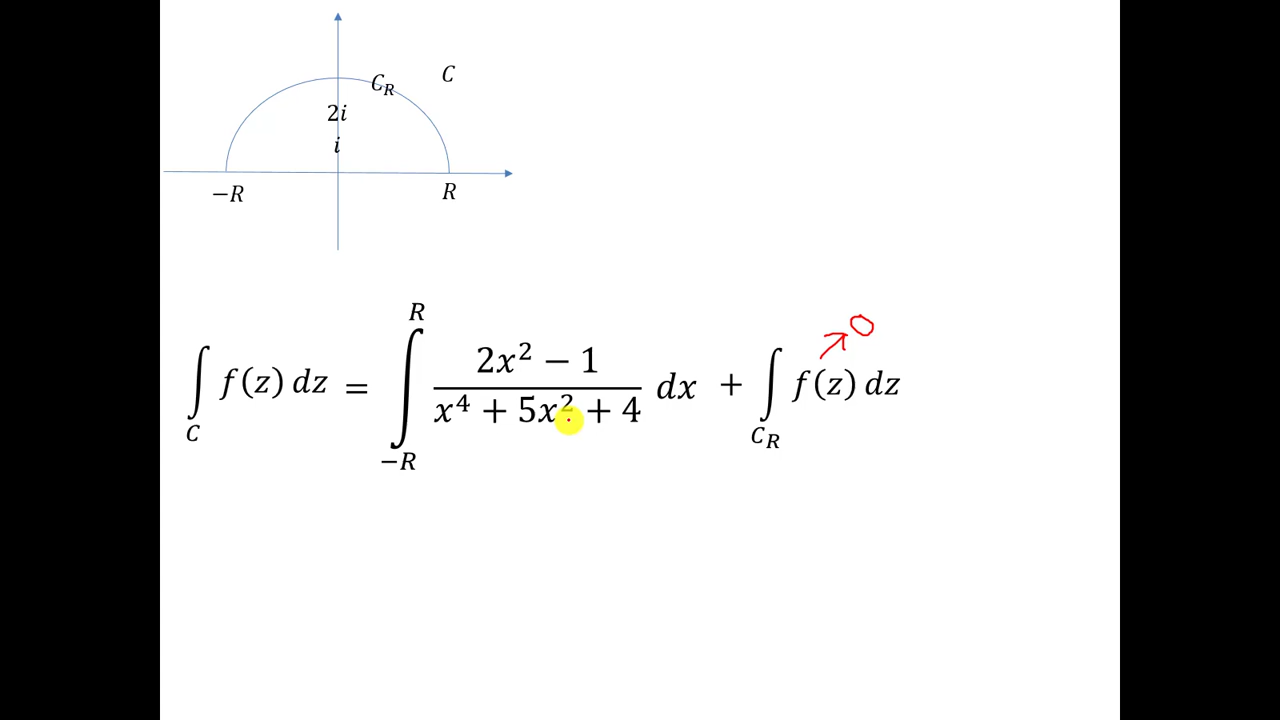 C
C_R
2i
i
−R
R
∫_C f(z) dz = ∫_{−R}^{R} (2x² − 1)/(x⁴ + 5x² + 4) dx + ∫_{C_R} f(z) dz ↗ 0